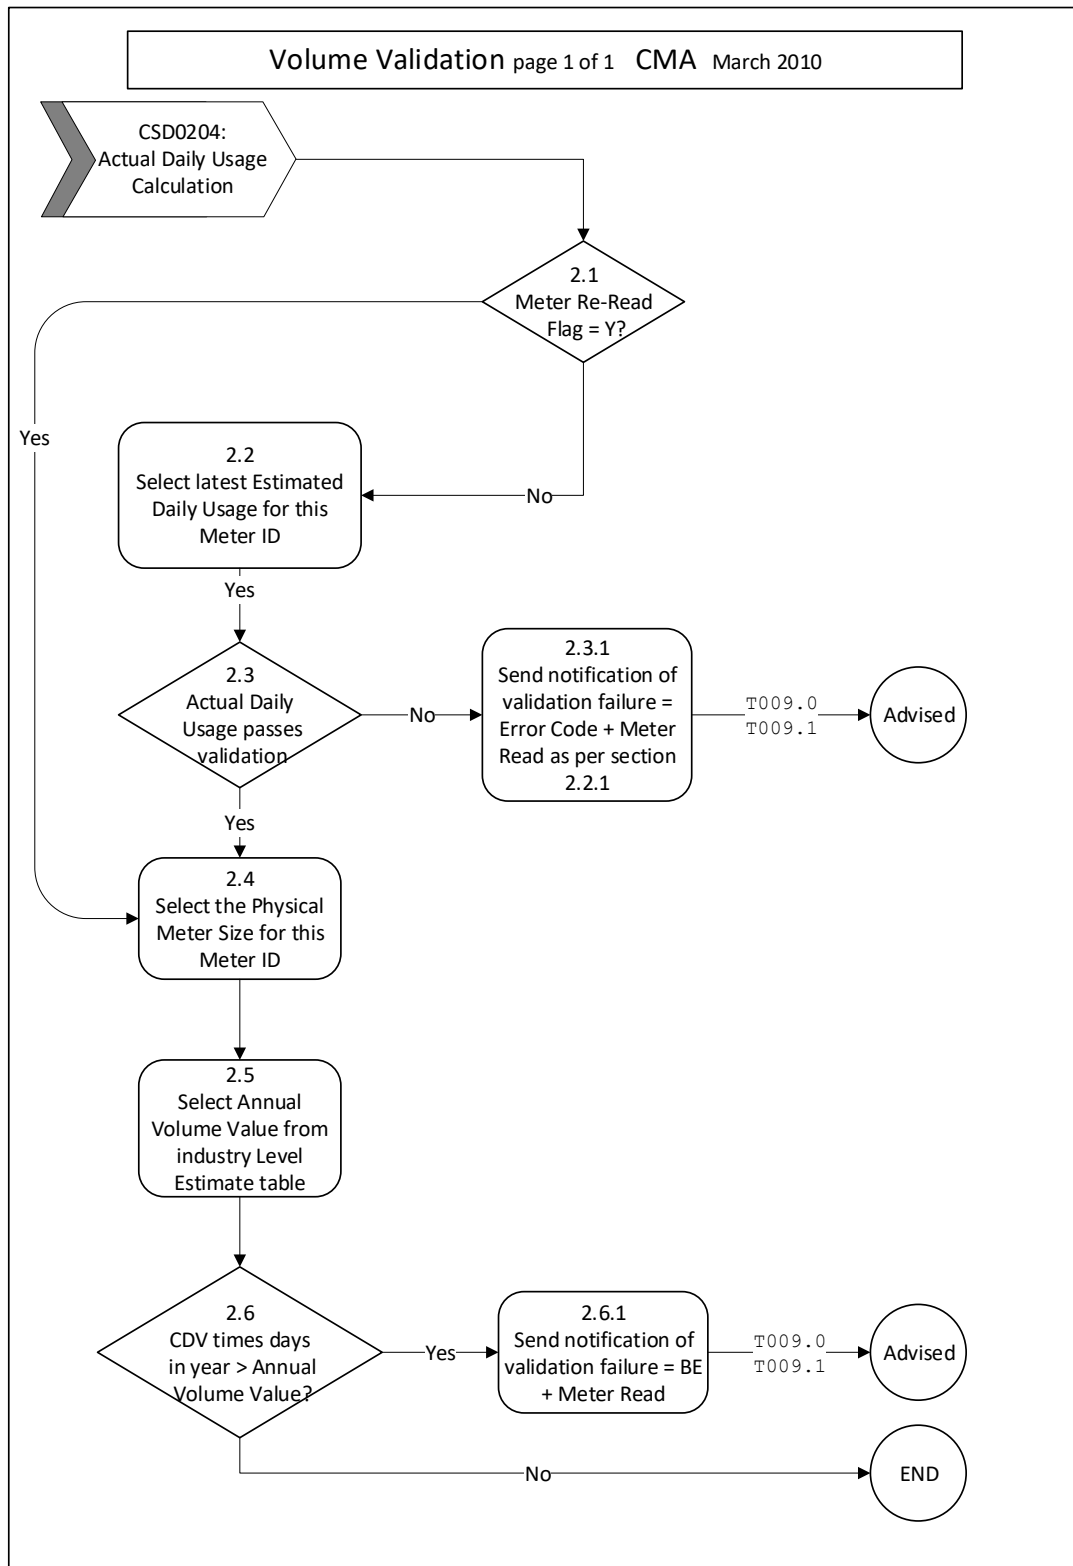 Volume Validation page 1 of 1 CMA March 2010
CSD0204:
Actual Daily Usage
Calculation
2.1
Meter Re-Read
Flag = Y?
Yes
2.2
Select latest Estimated
Daily Usage for this
Meter ID
No
Yes
2.3
Actual Daily
Usage passes
validation
No
2.3.1
Send notification of
validation failure =
Error Code + Meter
Read as per section
2.2.1
T009.0
T009.1
Advised
Yes
2.4
Select the Physical
Meter Size for this
Meter ID
2.5
Select Annual
Volume Value from
industry Level
Estimate table
2.6
CDV times days
in year > Annual
Volume Value?
Yes
2.6.1
Send notification of
validation failure = BE
+ Meter Read
T009.0
T009.1
Advised
No
END